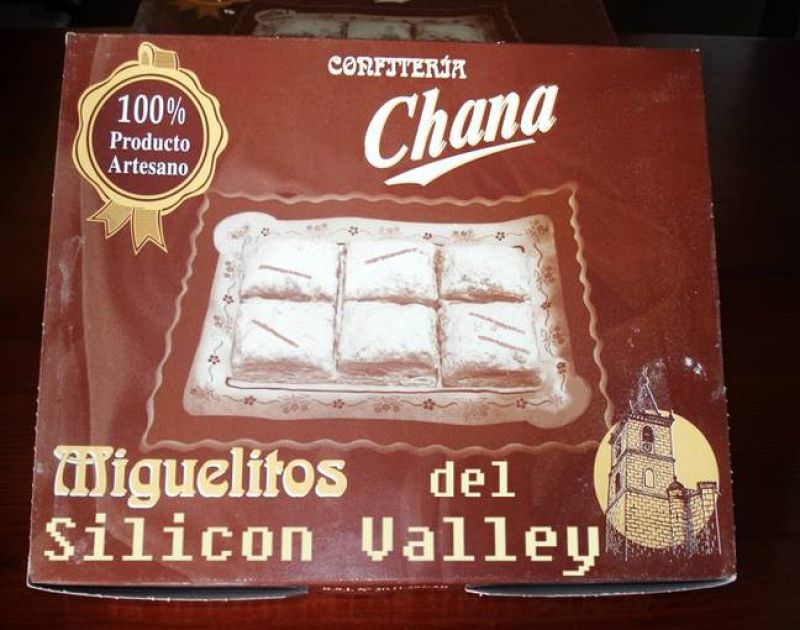 100%
Producto
Artesano
CONFITERÍA
Chana
Miguelitos del
Silicon Valley